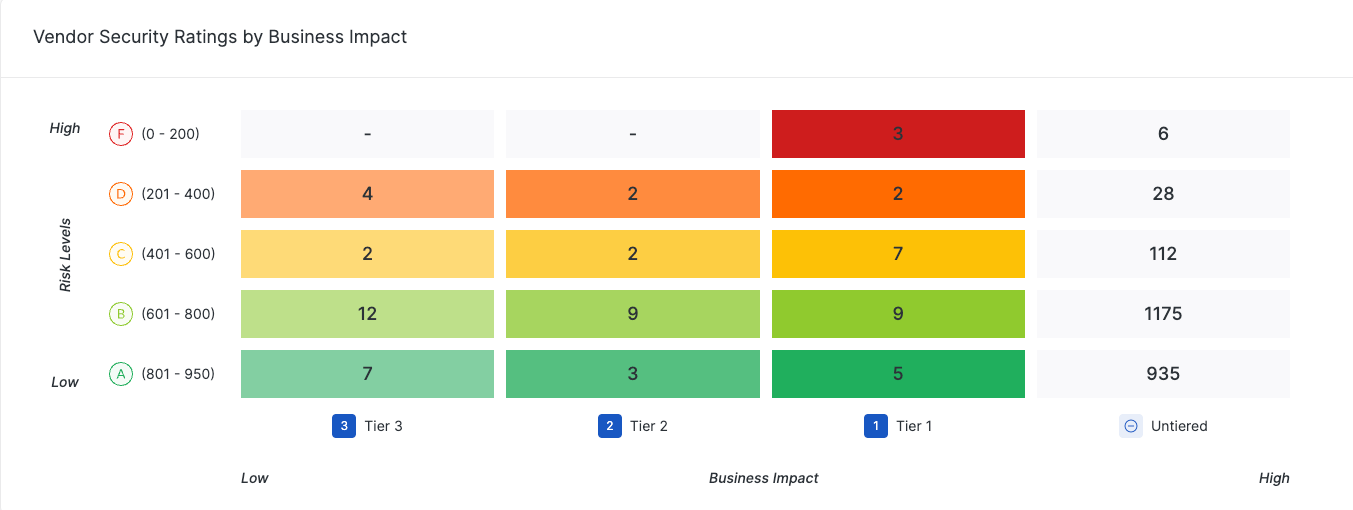 Vendor Security Ratings by Business Impact
High
F (0 - 200) - - 3 6
D (201 - 400) 4 2 2 28
Risk Levels
C (401 - 600) 2 2 7 112
B (601 - 800) 12 9 9 1175
Low
A (801 - 950) 7 3 5 935
3 Tier 3 2 Tier 2 1 Tier 1 Untiered
Low Business Impact High